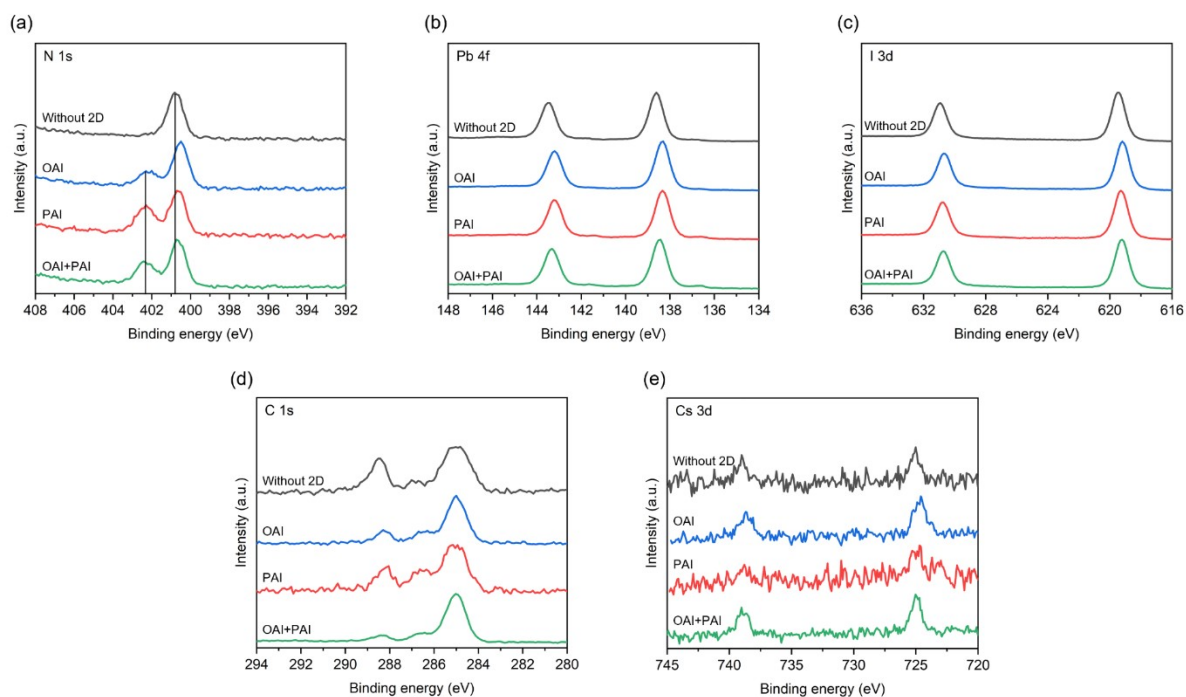 (a)
N 1s
Without 2D
OAI
PAI
OAI+PAI
Intensity (a.u.)
408 406 404 402 400 398 396 394 392
Binding energy (eV)
(b)
Pb 4f
Without 2D
OAI
PAI
OAI+PAI
Intensity (a.u.)
148 146 144 142 140 138 136 134
Binding energy (eV)
(c)
I 3d
Without 2D
OAI
PAI
OAI+PAI
Intensity (a.u.)
636 632 628 624 620 616
Binding energy (eV)
(d)
C 1s
Without 2D
OAI
PAI
OAI+PAI
Intensity (a.u.)
294 292 290 288 286 284 282 280
Binding energy (eV)
(e)
Cs 3d
Without 2D
OAI
PAI
OAI+PAI
Intensity (a.u.)
745 740 735 730 725 720
Binding energy (eV)